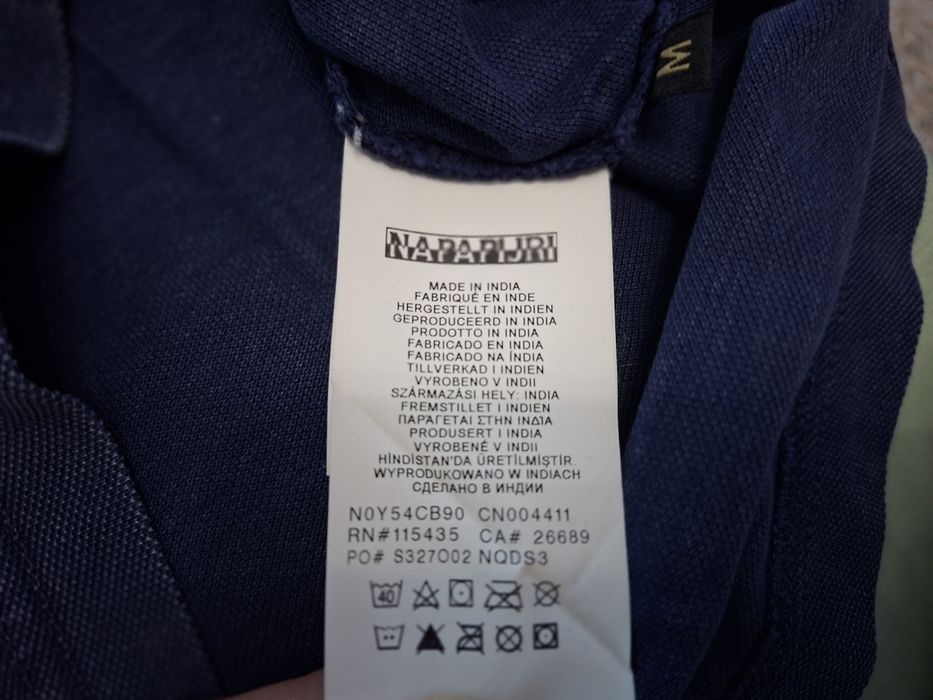 M
NAPAPIJRI
MADE IN INDIA
FABRIQUÉ EN INDE
HERGESTELLT IN INDIEN
GEPRODUCEERD IN INDIA
PRODOTTO IN INDIA
FABRICADO EN INDIA
FABRICADO NA ÍNDIA
TILLVERKAD I INDIEN
VYROBENO V INDII
SZÁRMAZÁSI HELY: INDIA
FREMSTILLET I INDIEN
ΠΑΡΑΓΕΤΑΙ ΣΤΗΝ ΙΝΔΙΑ
PRODUSERT I INDIA
VYROBENÉ V INDII
HİNDİSTAN'DA ÜRETİLMİŞTİR.
WYPRODUKOWANO W INDIACH
СДЕЛАНО В ИНДИИ
N0Y54CB90 CN004411
RN#115435 CA# 26689
PO# S327O02 NQDS3
40